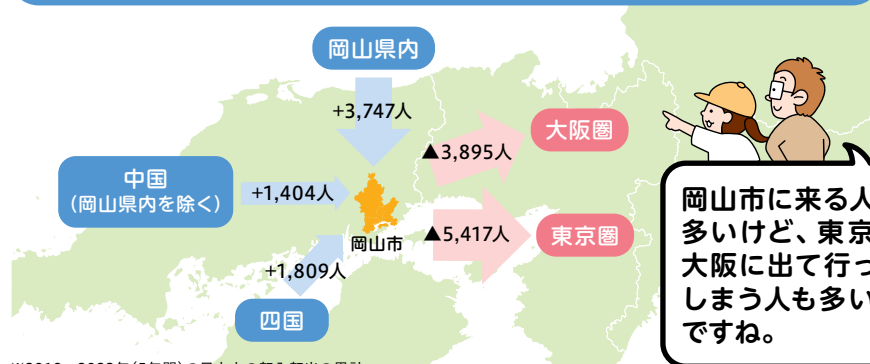 岡山県内
+3,747人
大阪圏
▲3,895人
中国
(岡山県内を除く)
+1,404人
岡山市
▲5,417人
東京圏
+1,809人
四国
岡山市に来る人
多いけど、東京
大阪に出て行っ
しまう人も多い
ですね。